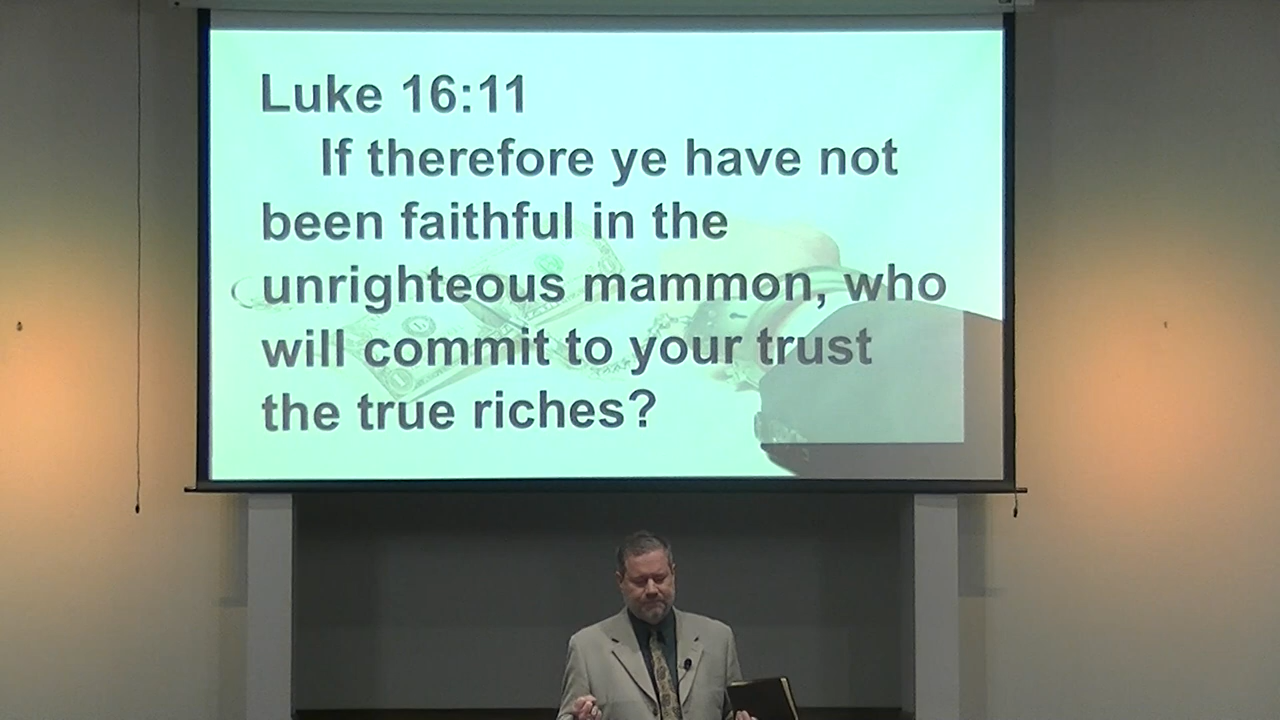 Luke 16:11
If therefore ye have not
been faithful in the
unrighteous mammon, who
will commit to your trust
the true riches?